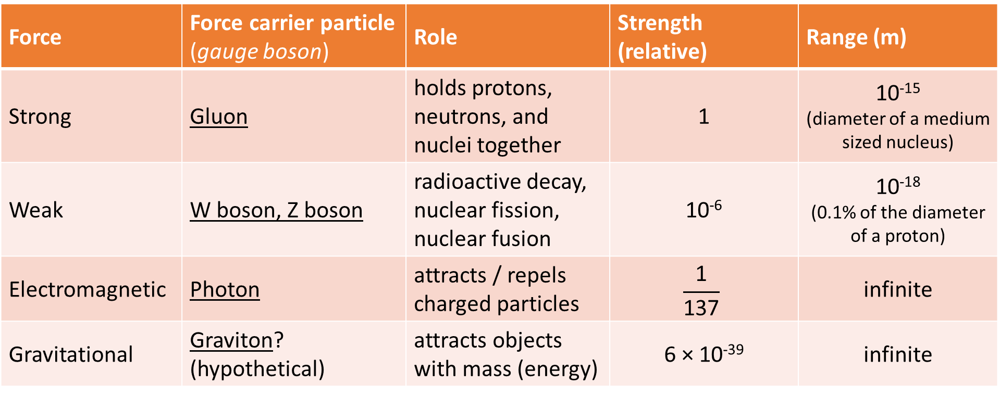 Force
Force carrier particle
(gauge boson)
Role
Strength
(relative)
Range (m)
Strong
Gluon
holds protons,
neutrons, and
nuclei together
1
10⁻¹⁵
(diameter of a medium
sized nucleus)
Weak
W boson, Z boson
radioactive decay,
nuclear fission,
nuclear fusion
10⁻⁶
10⁻¹⁸
(0.1% of the diameter
of a proton)
Electromagnetic
Photon
attracts / repels
charged particles
1
137
infinite
Gravitational
Graviton?
(hypothetical)
attracts objects
with mass (energy)
6 × 10⁻³⁹
infinite